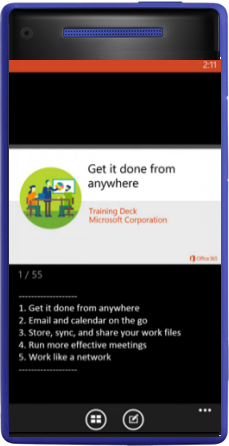 2:11
Get it done from
anywhere
Training Deck
Microsoft Corporation
Office 365
1 / 55
-------------------
1. Get it done from anywhere
2. Email and calendar on the go
3. Store, sync, and share your work files
4. Run more effective meetings
5. Work like a network
-------------------